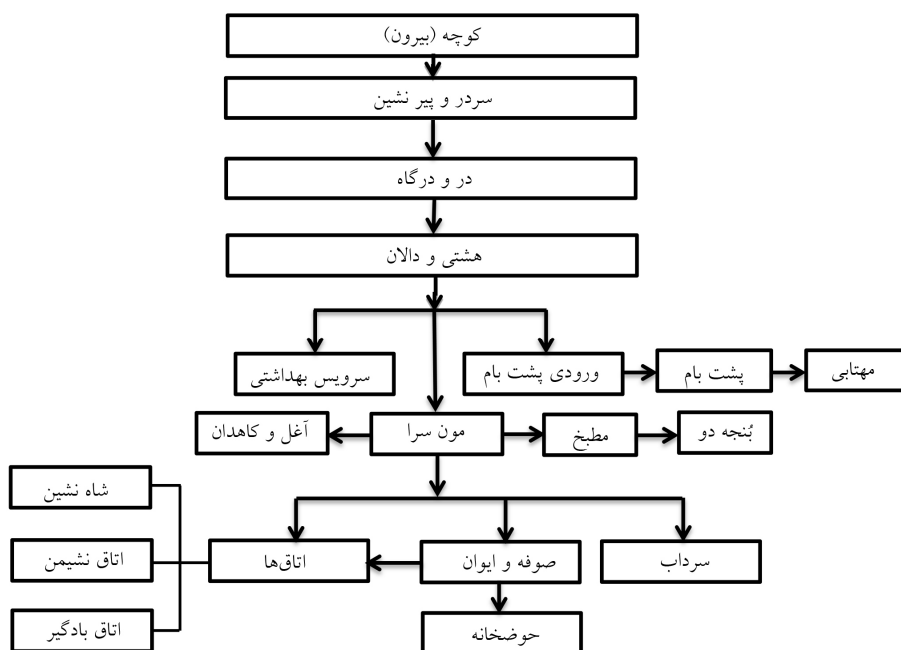 کوچه (بیرون)
سردر و پیر نشین
در و درگاه
هشتی و دالان
مهتابی
پشت بام
ورودی پشت بام
سرویس بهداشتی
بُنجه دو
مطبخ
مون سرا
آغل و کاهدان
شاه نشین
سرداب
صوفه و ایوان
اتاق‌ها
اتاق نشیمن
اتاق بادگیر
حوضخانه